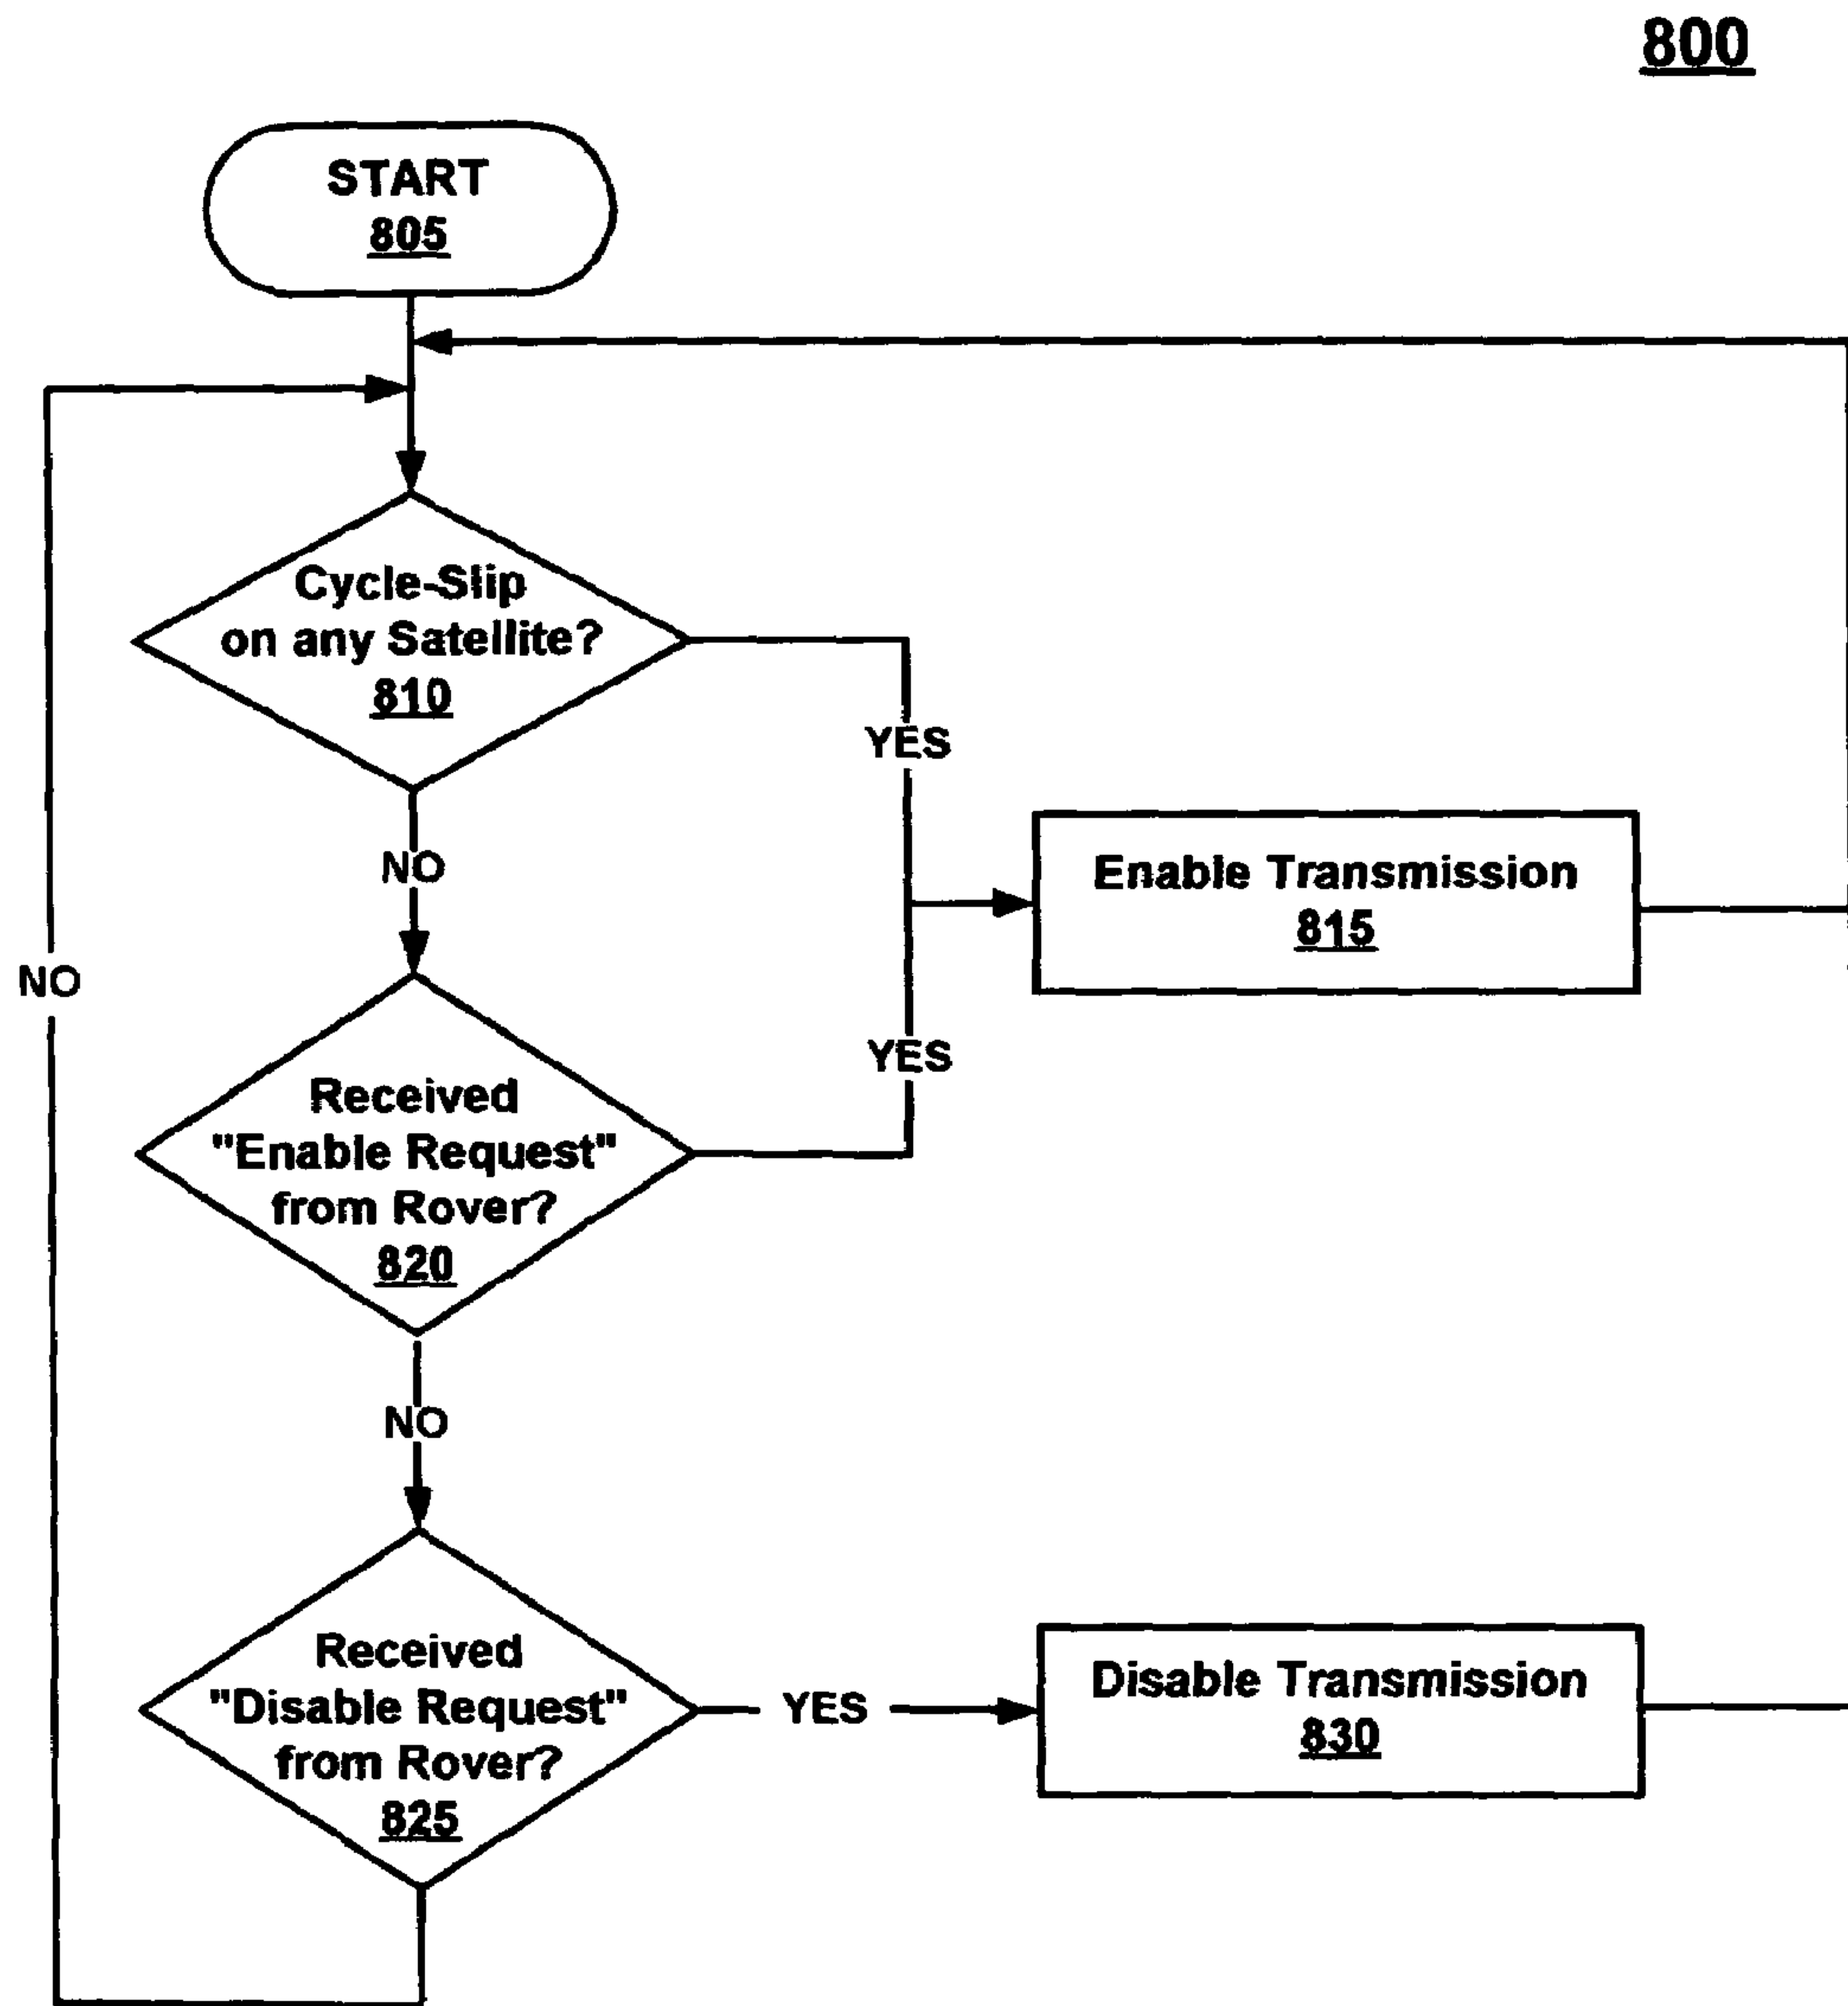 800
START
805
Cycle-Slip
on any Satellite?
810
YES
NO
Enable Transmission
815
NO
YES
Received
"Enable Request"
from Rover?
820
NO
Received
"Disable Request"
from Rover?
825
YES
Disable Transmission
830